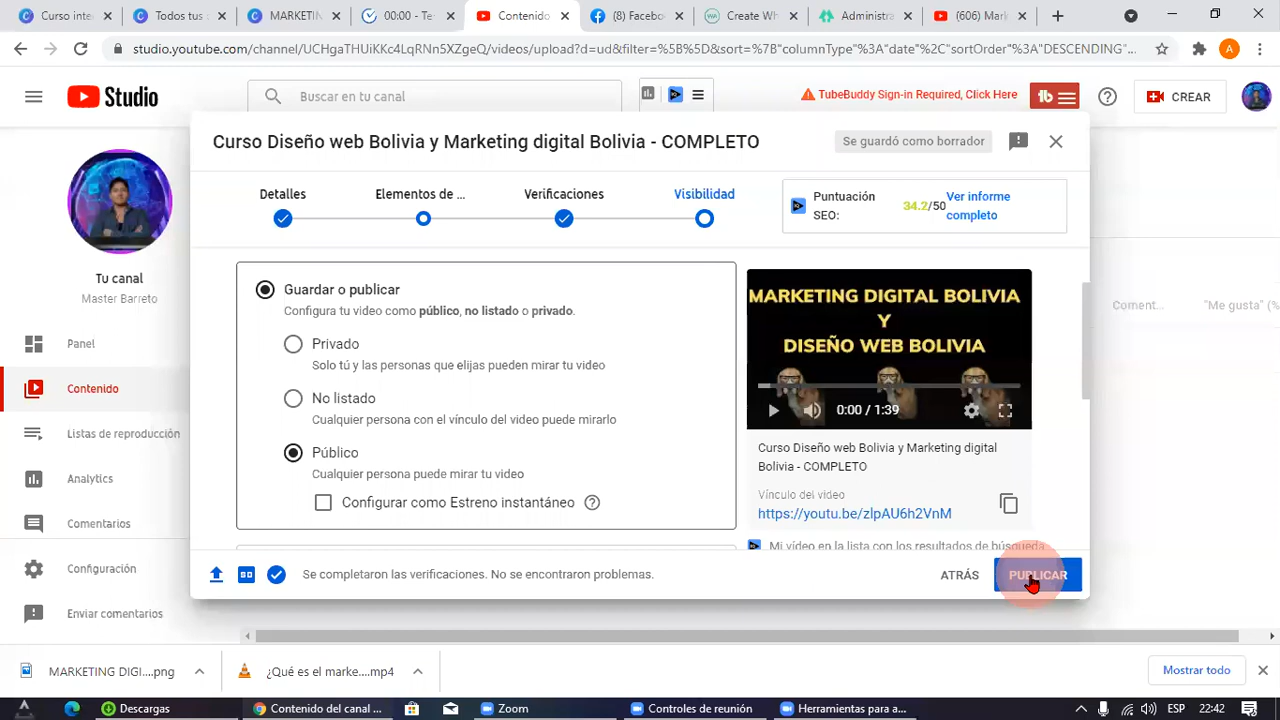 Curso inter
Todos tus
MARKETING
00:00 - Te
Contenido
(8) Facebo
Create Wh
Administra
(606) Mar
studio.youtube.com/channel/UCHgaTHUiKKc4LqRNn5XZgeQ/videos/upload?d=ud&filter=%5B%5D&sort=%7B"columnType"%3A"date"%2C"sortOrder"%3A"DESCENDING"...
A
Studio
Buscar en tu canal
TubeBuddy Sign-in Required, Click Here
tb
CREAR
Curso Diseño web Bolivia y Marketing digital Bolivia - COMPLETO
Se guardó como borrador
Detalles
Elementos de ...
Verificaciones
Visibilidad
Puntuación SEO:
34.2/50
Ver informe completo
Tu canal
Master Barreto
Panel
Contenido
Listas de reproducción
Analytics
Comentarios
Configuración
Enviar comentarios
Guardar o publicar
Configura tu video como público, no listado o privado.
Privado
Solo tú y las personas que elijas pueden mirar tu video
No listado
Cualquier persona con el vínculo del video puede mirarlo
Público
Cualquier persona puede mirar tu video
Configurar como Estreno instantáneo
MARKETING DIGITAL BOLIVIA
Y
DISEÑO WEB BOLIVIA
0:00 / 1:39
Curso Diseño web Bolivia y Marketing digital
Bolivia - COMPLETO
Vínculo del video
https://youtu.be/zlpAU6h2VnM
Mi vídeo en la lista con los resultados de búsqueda
Coment...
"Me gusta" (%
SD
Se completaron las verificaciones. No se encontraron problemas.
ATRÁS
PUBLICAR
MARKETING DIGI....png
¿Qué es el marke....mp4
Mostrar todo
Descargas
Contenido del canal ...
Zoom
Controles de reunión
Herramientas para a...
ESP
22:42